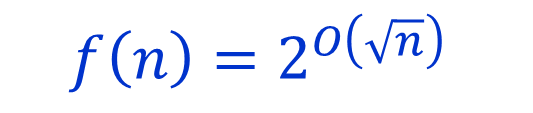 f(n) = 2^{O(√n)}